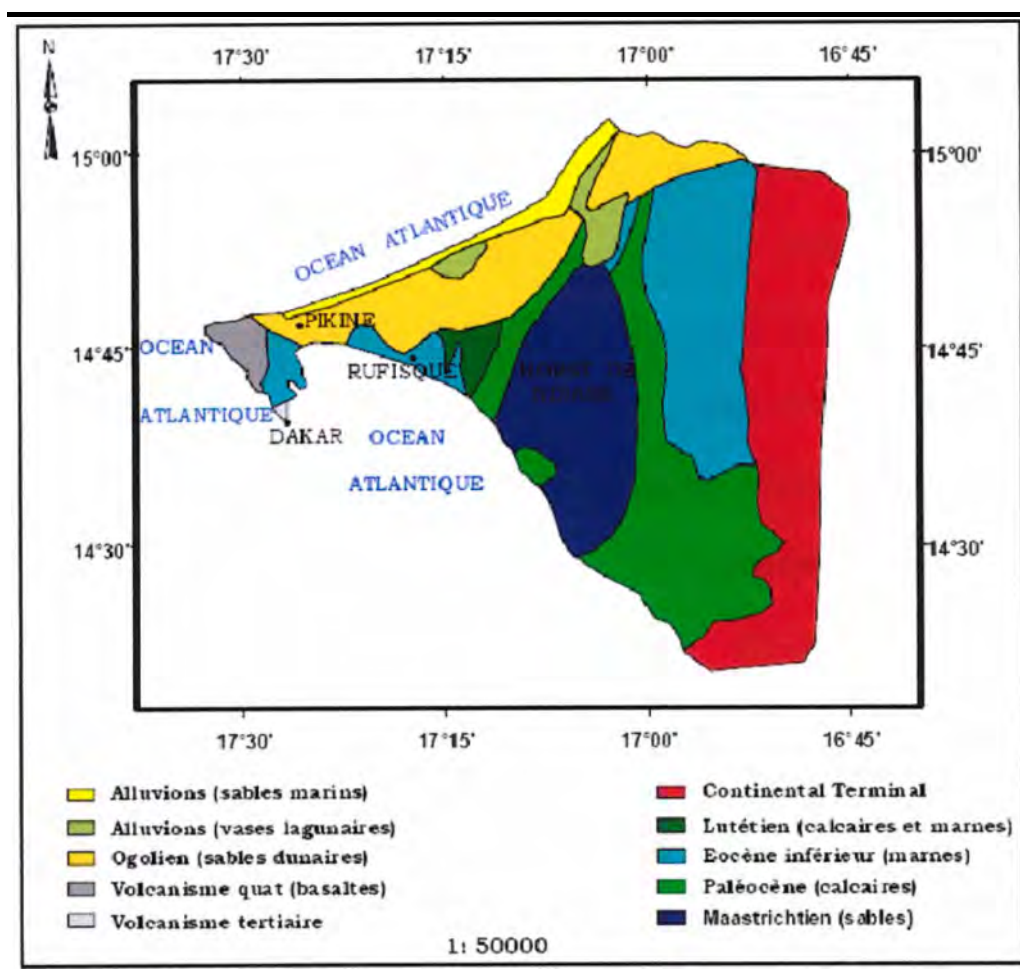 N
17°30' 17°15' 17°00' 16°45'
15°00' 15°00'
OCEAN ATLANTIQUE
PIKINE
OCEAN
14°45' 14°45'
RUFISQUE
ATLANTIQUE
DAKAR
OCEAN
ATLANTIQUE
14°30' 14°30'
17°30' 17°15' 17°00' 16°45'
Alluvions (sables marins)
Alluvions (vases lagunaires)
Ogolien (sables dunaires)
Volcanisme quat (basaltes)
Volcanisme tertiaire
Continental Terminal
Lutétien (calcaires et marnes)
Eocène inférieur (marnes)
Paléocène (calcaires)
Maastrichtien (sables)
1: 50000